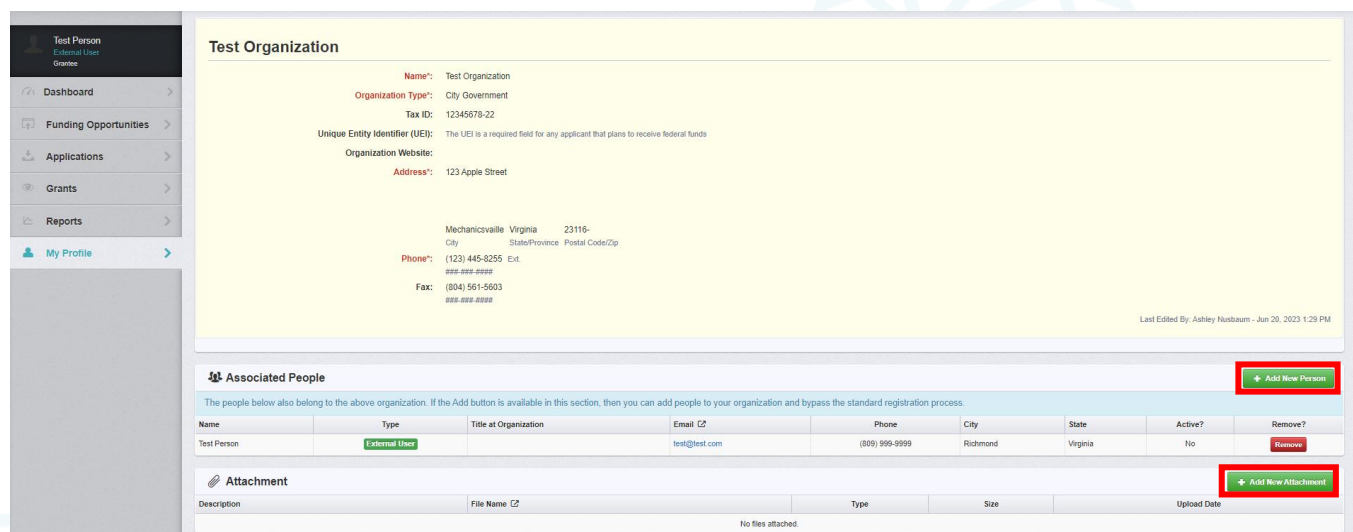 Test Person
External User
Grantee
Dashboard
Funding Opportunities
Applications
Grants
Reports
My Profile
Test Organization
Name*: Test Organization
Organization Type*: City Government
Tax ID: 12345678-22
Unique Entity Identifier (UEI): The UEI is a required field for any applicant that plans to receive federal funds
Organization Website:
Address*: 123 Apple Street
Mechanicsvaille Virginia 23116-
City State/Province Postal Code/Zip
Phone*: (123) 445-8255 Ext.
###-###-####
Fax: (804) 561-5603
###-###-####
Last Edited By: Ashley Nusbaum - Jun 20, 2023 1:29 PM
Associated People + Add New Person
The people below also belong to the above organization. If the Add button is available in this section, then you can add people to your organization and bypass the standard registration process.
Name Type Title at Organization Email Phone City State Active? Remove?
Test Person External User test@test.com (809) 999-9999 Richmond Virginia No Remove
Attachment + Add New Attachment
Description File Name Type Size Upload Date
No files attached.